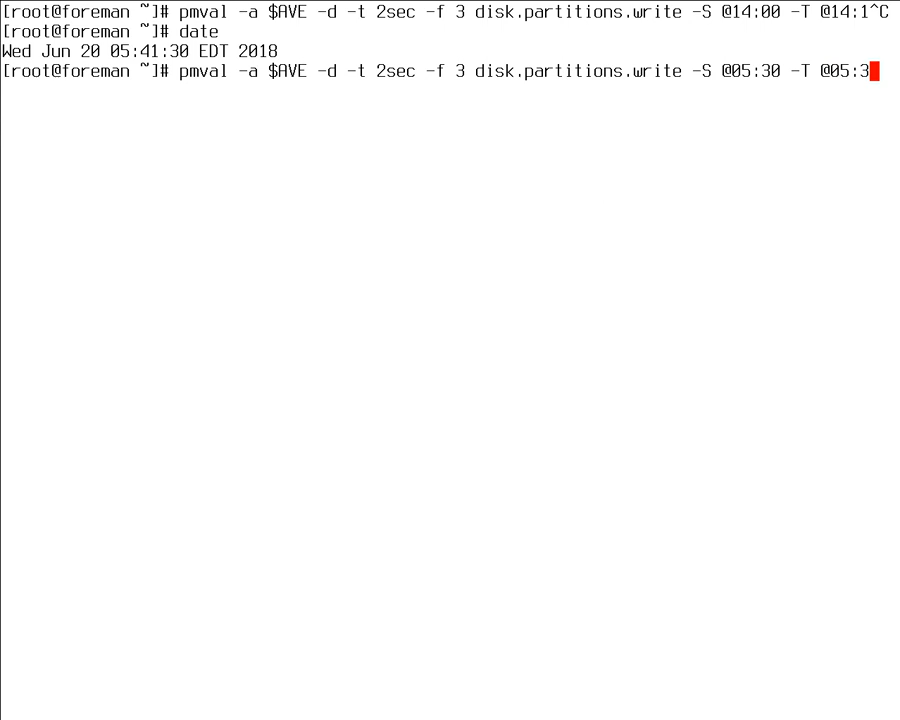 [root@foreman ~]# pmval -a $AVE -d -t 2sec -f 3 disk.partitions.write -S @14:00 -T @14:1^C
[root@foreman ~]# date
Wed Jun 20 05:41:30 EDT 2018
[root@foreman ~]# pmval -a $AVE -d -t 2sec -f 3 disk.partitions.write -S @05:30 -T @05:3